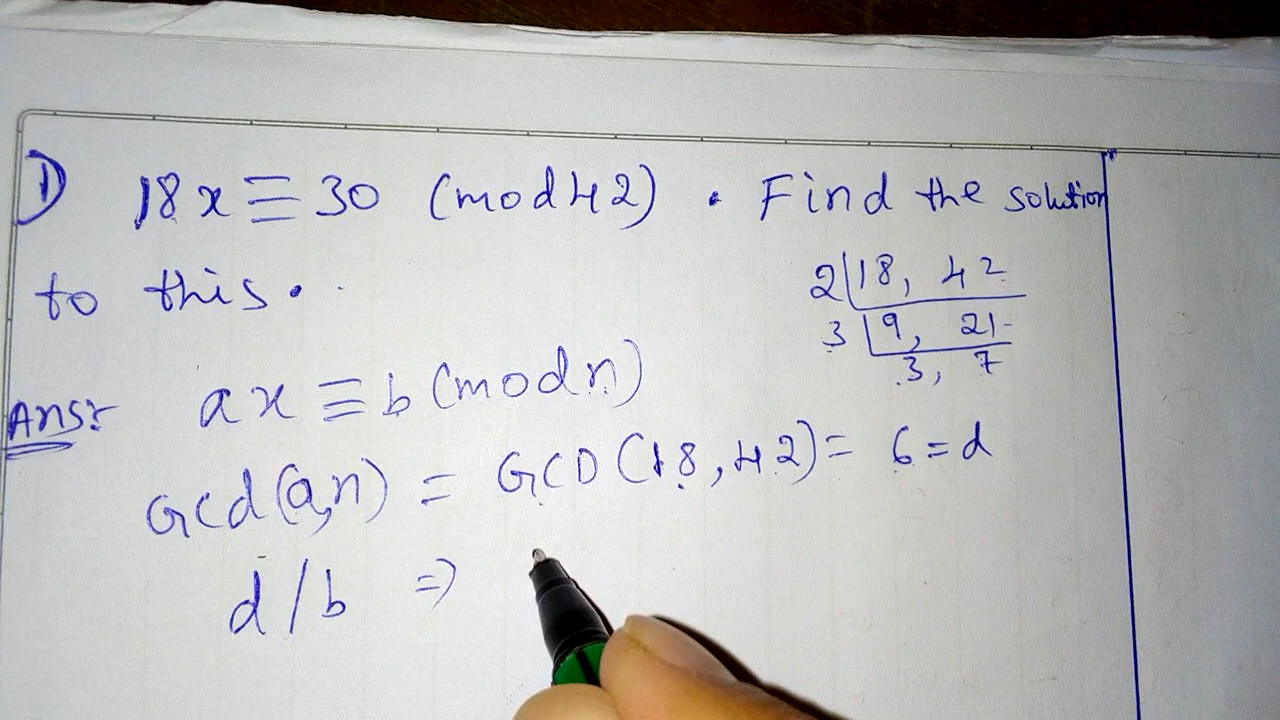 1) 18x ≡ 30 (mod 42) . Find the solution
to this.
2 | 18, 42
3 | 9, 21
3, 7
Ans: ax ≡ b (mod n)
Gcd(a,n) = GCD(18,42) = 6 = d
d/b ⇒